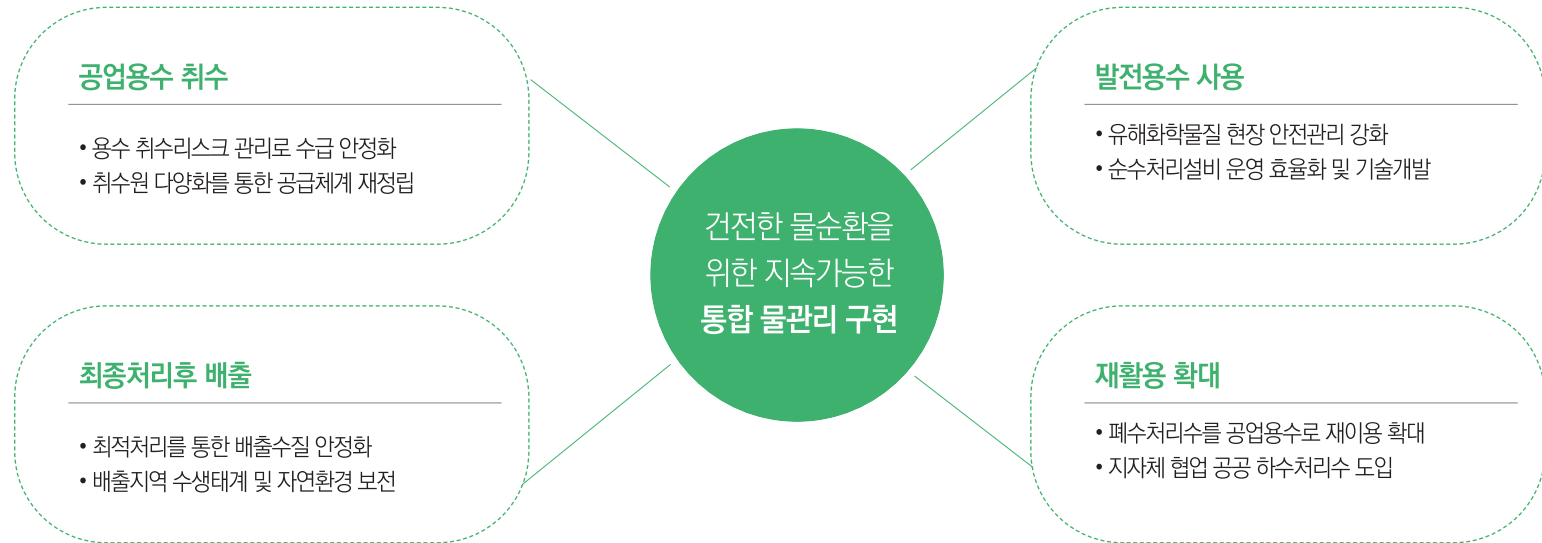 공업용수 취수
• 용수 취수리스크 관리로 수급 안정화
• 취수원 다양화를 통한 공급체계 재정립
발전용수 사용
• 유해화학물질 현장 안전관리 강화
• 순수처리설비 운영 효율화 및 기술개발
건전한 물순환을
위한 지속가능한
통합 물관리 구현
최종처리후 배출
• 최적처리를 통한 배출수질 안정화
• 배출지역 수생태계 및 자연환경 보전
재활용 확대
• 폐수처리수를 공업용수로 재이용 확대
• 지자체 협업 공공 하수처리수 도입